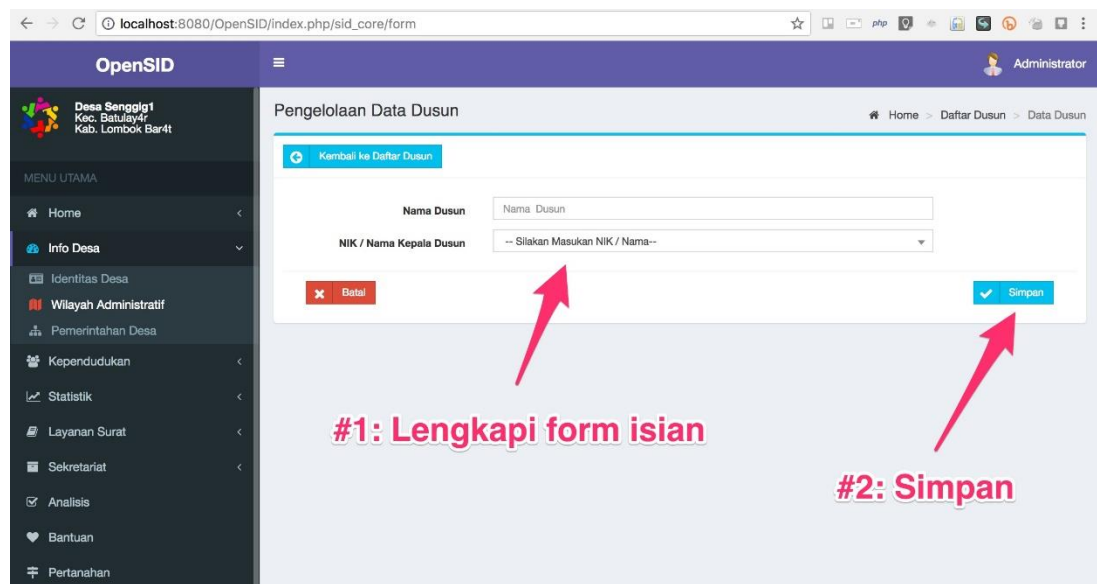 localhost:8080/OpenSID/index.php/sid_core/form
php
OpenSID
Administrator
Desa Senggig1
Kec. Batulay4r
Kab. Lombok Bar4t
Pengelolaan Data Dusun
Home > Daftar Dusun > Data Dusun
Kembali ke Daftar Dusun
MENU UTAMA
Nama Dusun
Nama Dusun
Home
NIK / Nama Kepala Dusun
-- Silakan Masukan NIK / Nama--
Info Desa
Identitas Desa
Batal
Simpan
Wilayah Administratif
Pemerintahan Desa
Kependudukan
Statistik
#1: Lengkapi form isian
Layanan Surat
Sekretariat
#2: Simpan
Analisis
Bantuan
Pertanahan